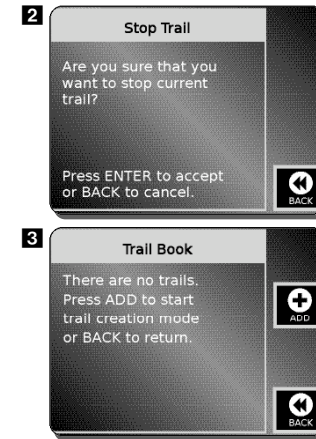 2
Stop Trail
Are you sure that you
want to stop current
trail?
Press ENTER to accept
or BACK to cancel.
BACK
3
Trail Book
There are no trails.
Press ADD to start
trail creation mode
or BACK to return.
ADD
BACK